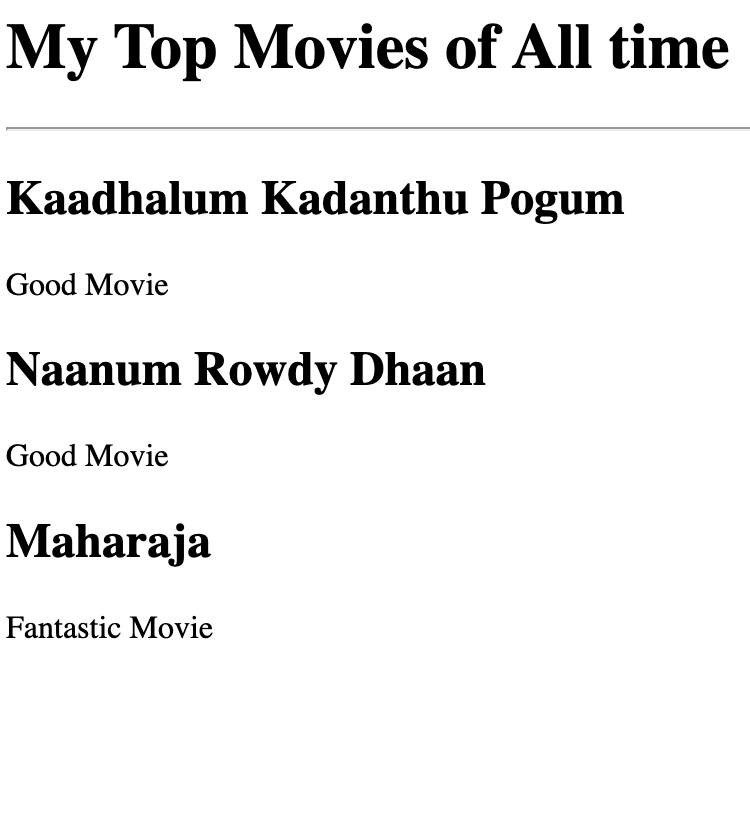 My Top Movies of All time
Kaadhalum Kadanthu Pogum
Good Movie
Naanum Rowdy Dhaan
Good Movie
Maharaja
Fantastic Movie